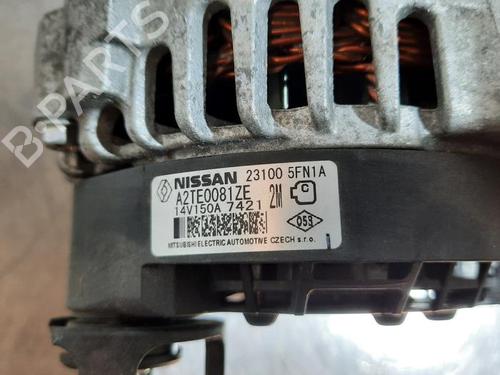 B-PARTS
NISSAN 23100 5FN1A
A2TE0081ZE 2M C
14V150A 7421
053
MITSUBISHI ELECTRIC AUTOMOTIVE CZECH s.r.o.